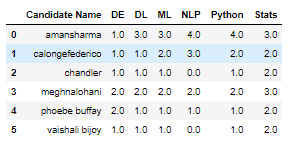 Candidate Name DE DL ML NLP Python Stats
0 amansharma 1.0 3.0 3.0 4.0 4.0 3.0
1 calongefederico 1.0 1.0 2.0 3.0 2.0 2.0
2 chandler 1.0 1.0 1.0 0.0 1.0 2.0
3 meghnalohani 2.0 2.0 2.0 2.0 2.0 3.0
4 phoebe buffay 2.0 1.0 1.0 1.0 1.0 2.0
5 vaishali bijoy 1.0 1.0 1.0 0.0 1.0 2.0